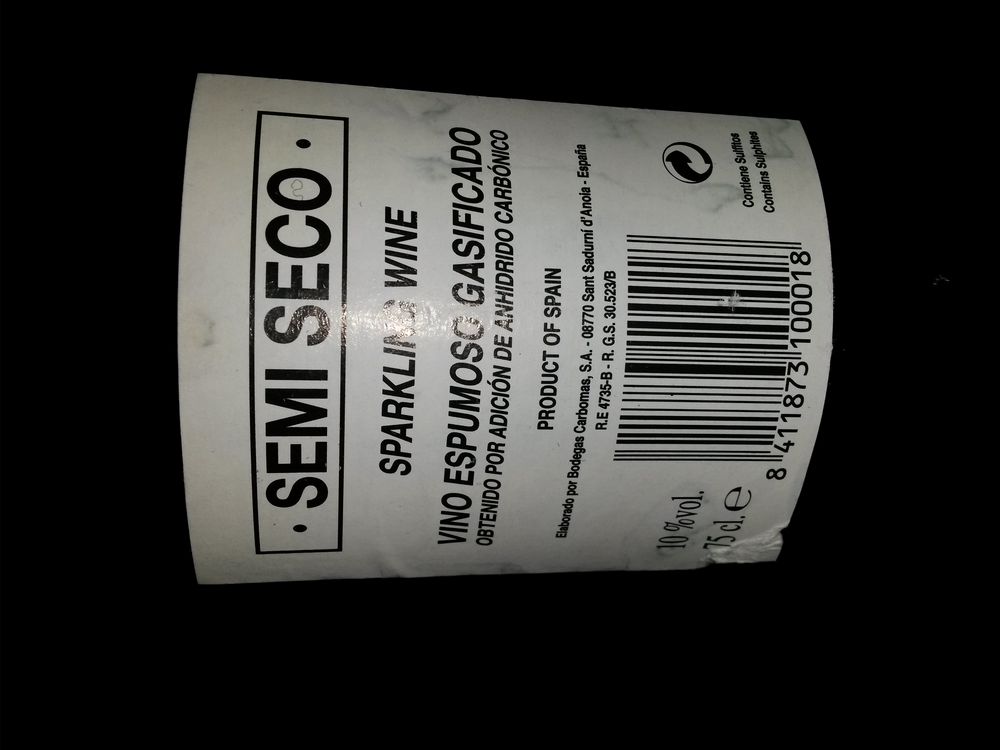 · SEMI SECO ·
SPARKLING WINE
VINO ESPUMOSO GASIFICADO
OBTENIDO POR ADICIÓN DE ANHIDRIDO CARBÓNICO
PRODUCT OF SPAIN
Elaborado por Bodegas Carbomas, S.A. - 08770 Sant Sadurní d'Anoia - España
R.E 4735-B - R. G.S. 30.523/B
10 %vol.
75 cl. e
8 411873 100018
Contiene Sulfitos
Contains Sulphites